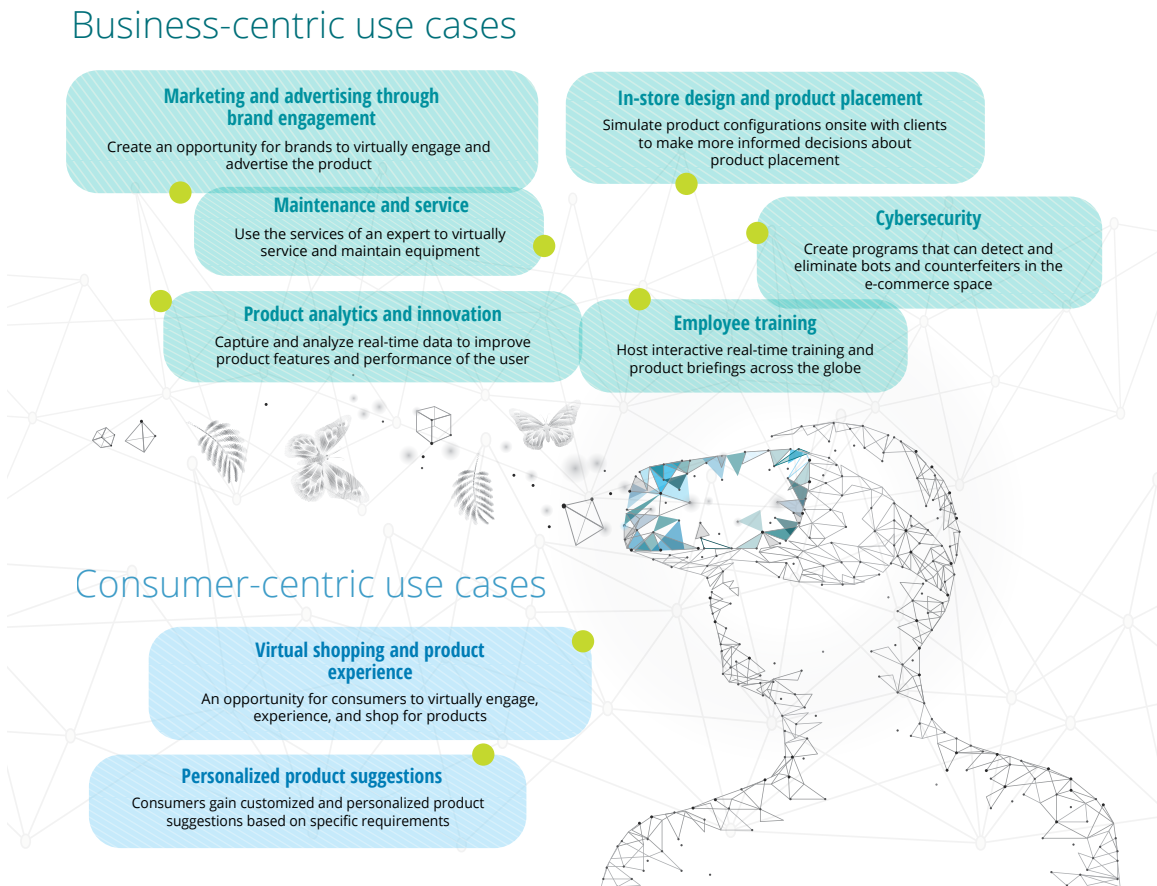 Business-centric use cases
Marketing and advertising through
brand engagement
Create an opportunity for brands to virtually engage and
advertise the product
In-store design and product placement
Simulate product configurations onsite with clients
to make more informed decisions about
product placement
Maintenance and service
Use the services of an expert to virtually
service and maintain equipment
Cybersecurity
Create programs that can detect and
eliminate bots and counterfeiters in the
e-commerce space
Product analytics and innovation
Capture and analyze real-time data to improve
product features and performance of the user
Employee training
Host interactive real-time training and
product briefings across the globe
Consumer-centric use cases
Virtual shopping and product
experience
An opportunity for consumers to virtually engage,
experience, and shop for products
Personalized product suggestions
Consumers gain customized and personalized product
suggestions based on specific requirements